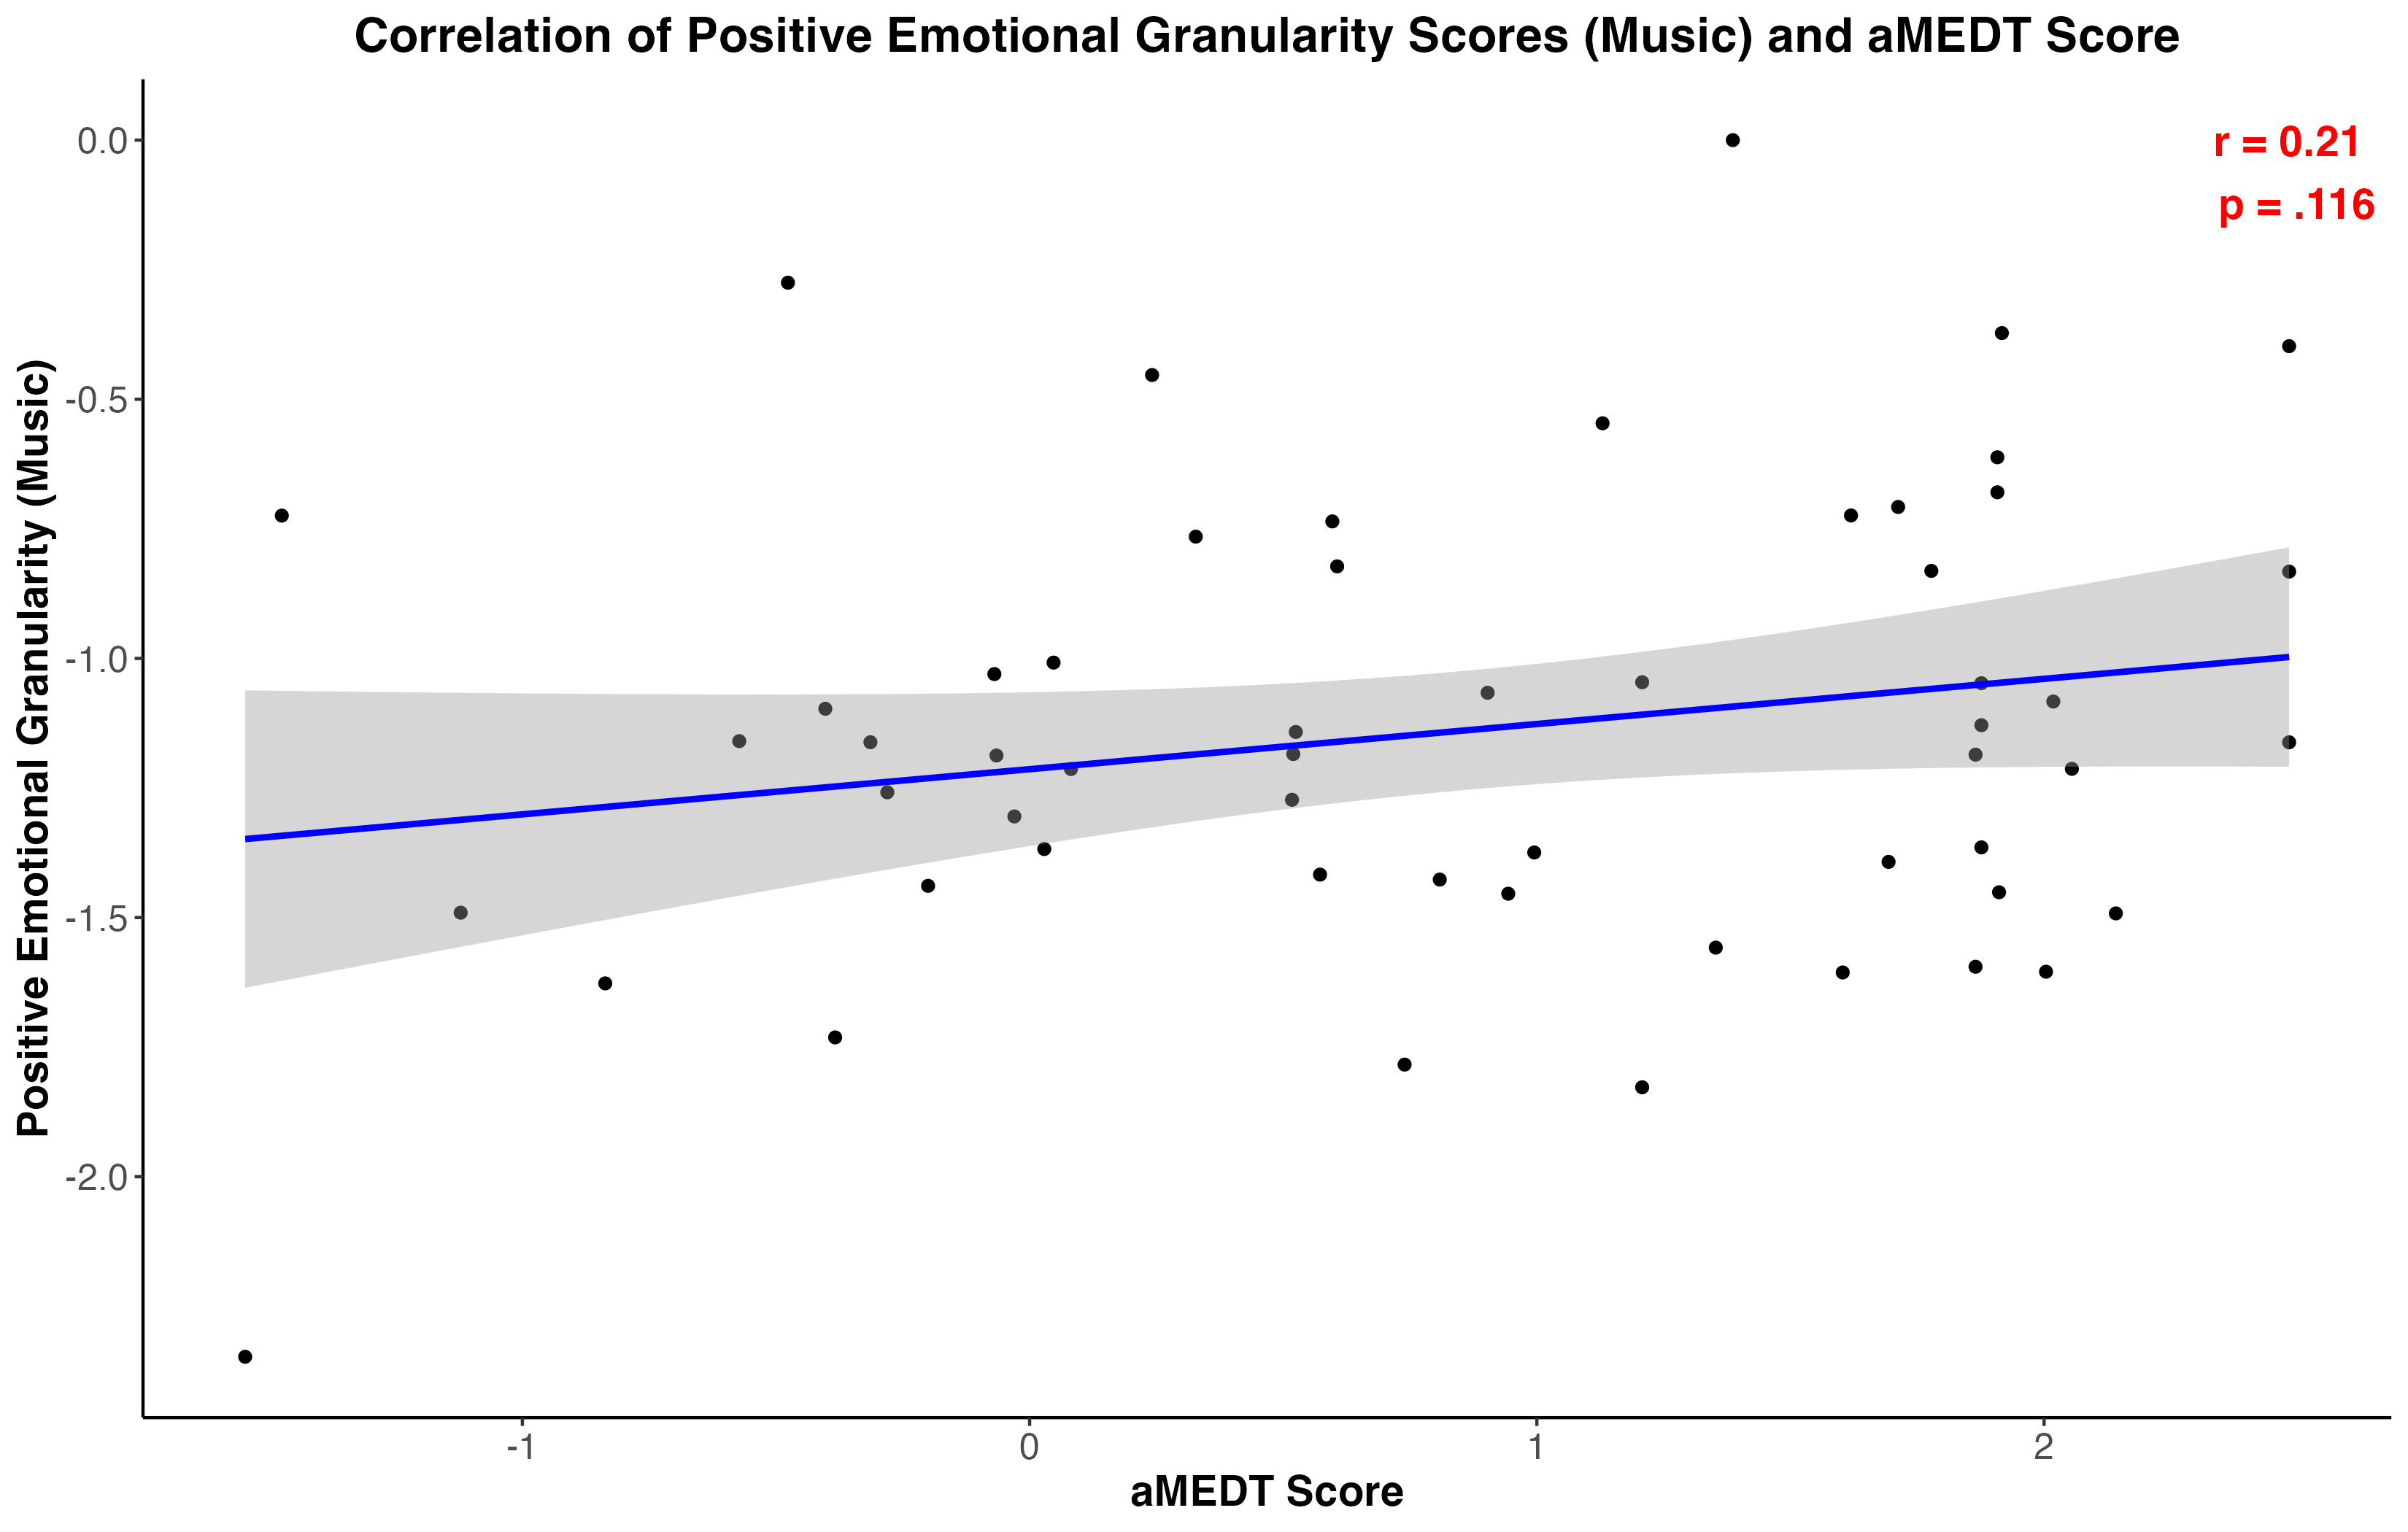 Correlation of Positive Emotional Granularity Scores (Music) and aMEDT Score
r = 0.21
p = .116
Positive Emotional Granularity (Music)
0.0
-0.5
-1.0
-1.5
-2.0
-1 0 1 2
aMEDT Score